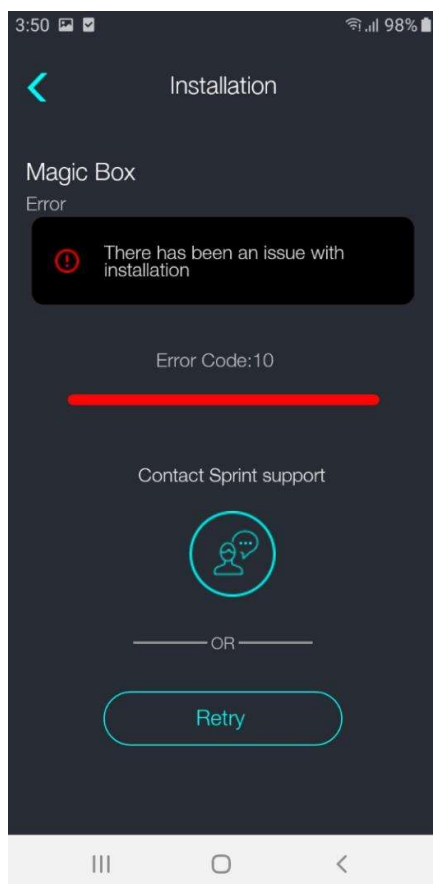 3:50 98%
Installation
Magic Box
Error
There has been an issue with
installation
Error Code:10
Contact Sprint support
OR
Retry